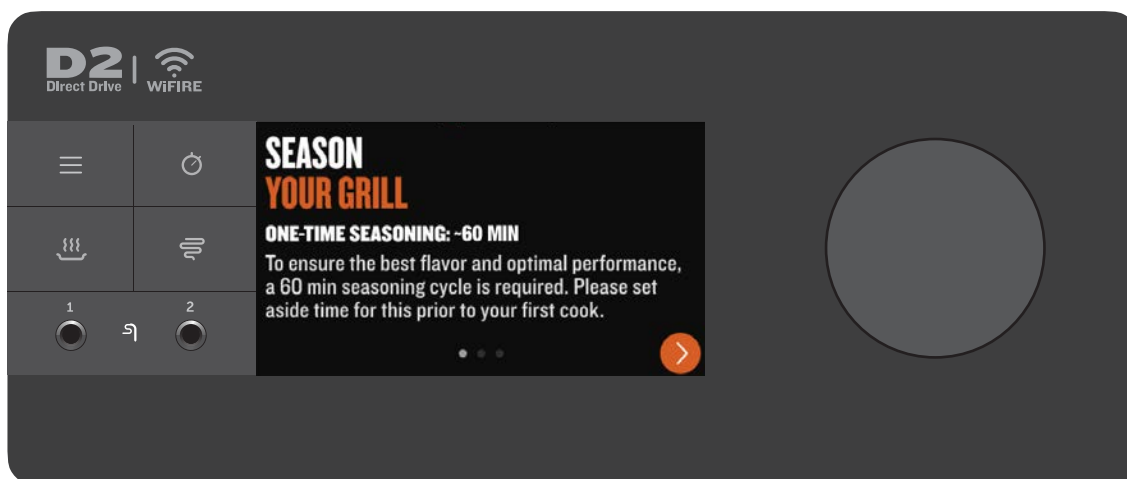 D2
Direct Drive
WiFIRE
SEASON
YOUR GRILL
ONE-TIME SEASONING: ~60 MIN
To ensure the best flavor and optimal performance,
a 60 min seasoning cycle is required. Please set
aside time for this prior to your first cook.
1
2